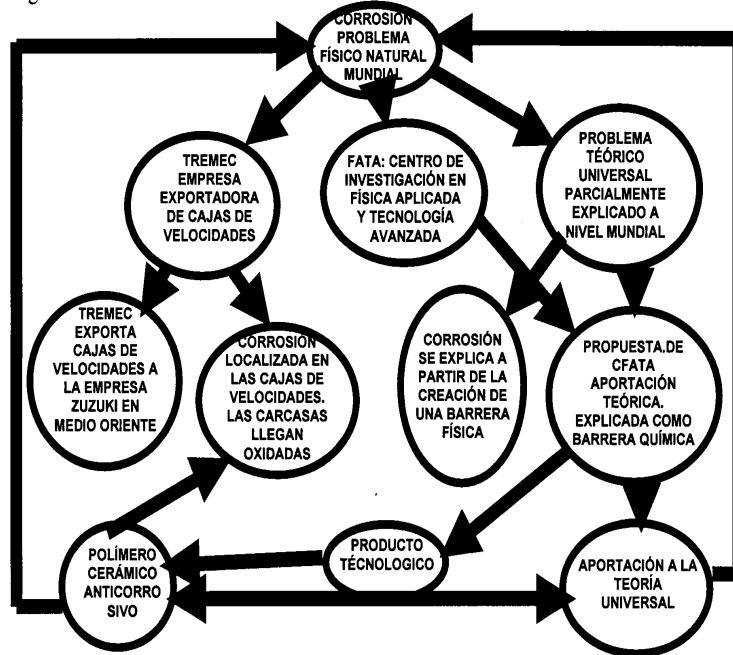 CORROSIÓN
PROBLEMA
FÍSICO NATURAL
MUNDIAL
TREMEC
EMPRESA
EXPORTADORA
DE CAJAS DE
VELOCIDADES
FATA: CENTRO DE
INVESTIGACIÓN EN
FÍSICA APLICADA
Y TECNOLOGÍA
AVANZADA
PROBLEMA
TÉÓRICO
UNIVERSAL
PARCIALMENTE
EXPLICADO A
NIVEL MUNDIAL
TREMEC
EXPORTA
CAJAS DE
VELOCIDADES A
LA EMPRESA
ZUZUKI EN
MEDIO ORIENTE
CORROSIÓN
LOCALIZADA EN
LAS CAJAS DE
VELOCIDADES.
LAS CARCASAS
LLEGAN
OXIDADAS
CORROSIÓN
SE EXPLICA A
PARTIR DE LA
CREACIÓN DE
UNA BARRERA
FÍSICA
PROPUESTA.DE
CFATA
APORTACIÓN
TEÓRICA.
EXPLICADA COMO
BARRERA QUÍMICA
POLÍMERO
CERÁMICO
ANTICORRO
SIVO
PRODUCTO
TÉCNOLOGICO
APORTACIÓN A LA
TEORÍA
UNIVERSAL